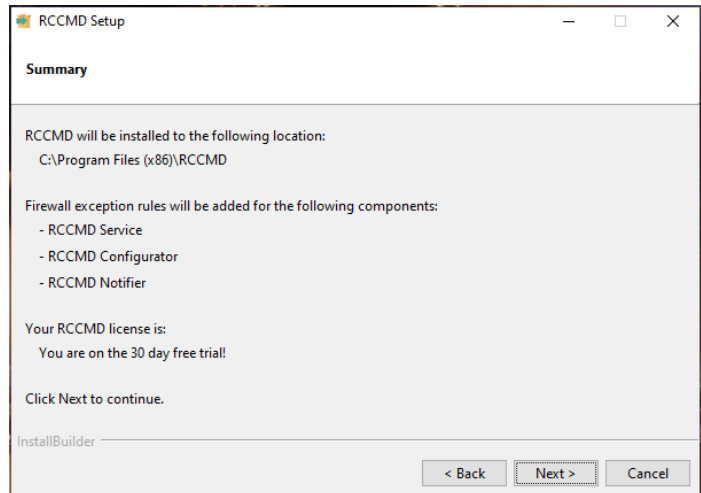 RCCMD Setup
Summary
RCCMD will be installed to the following location:
C:\Program Files (x86)\RCCMD
Firewall exception rules will be added for the following components:
- RCCMD Service
- RCCMD Configurator
- RCCMD Notifier
Your RCCMD license is:
You are on the 30 day free trial!
Click Next to continue.
InstallBuilder
< Back Next > Cancel